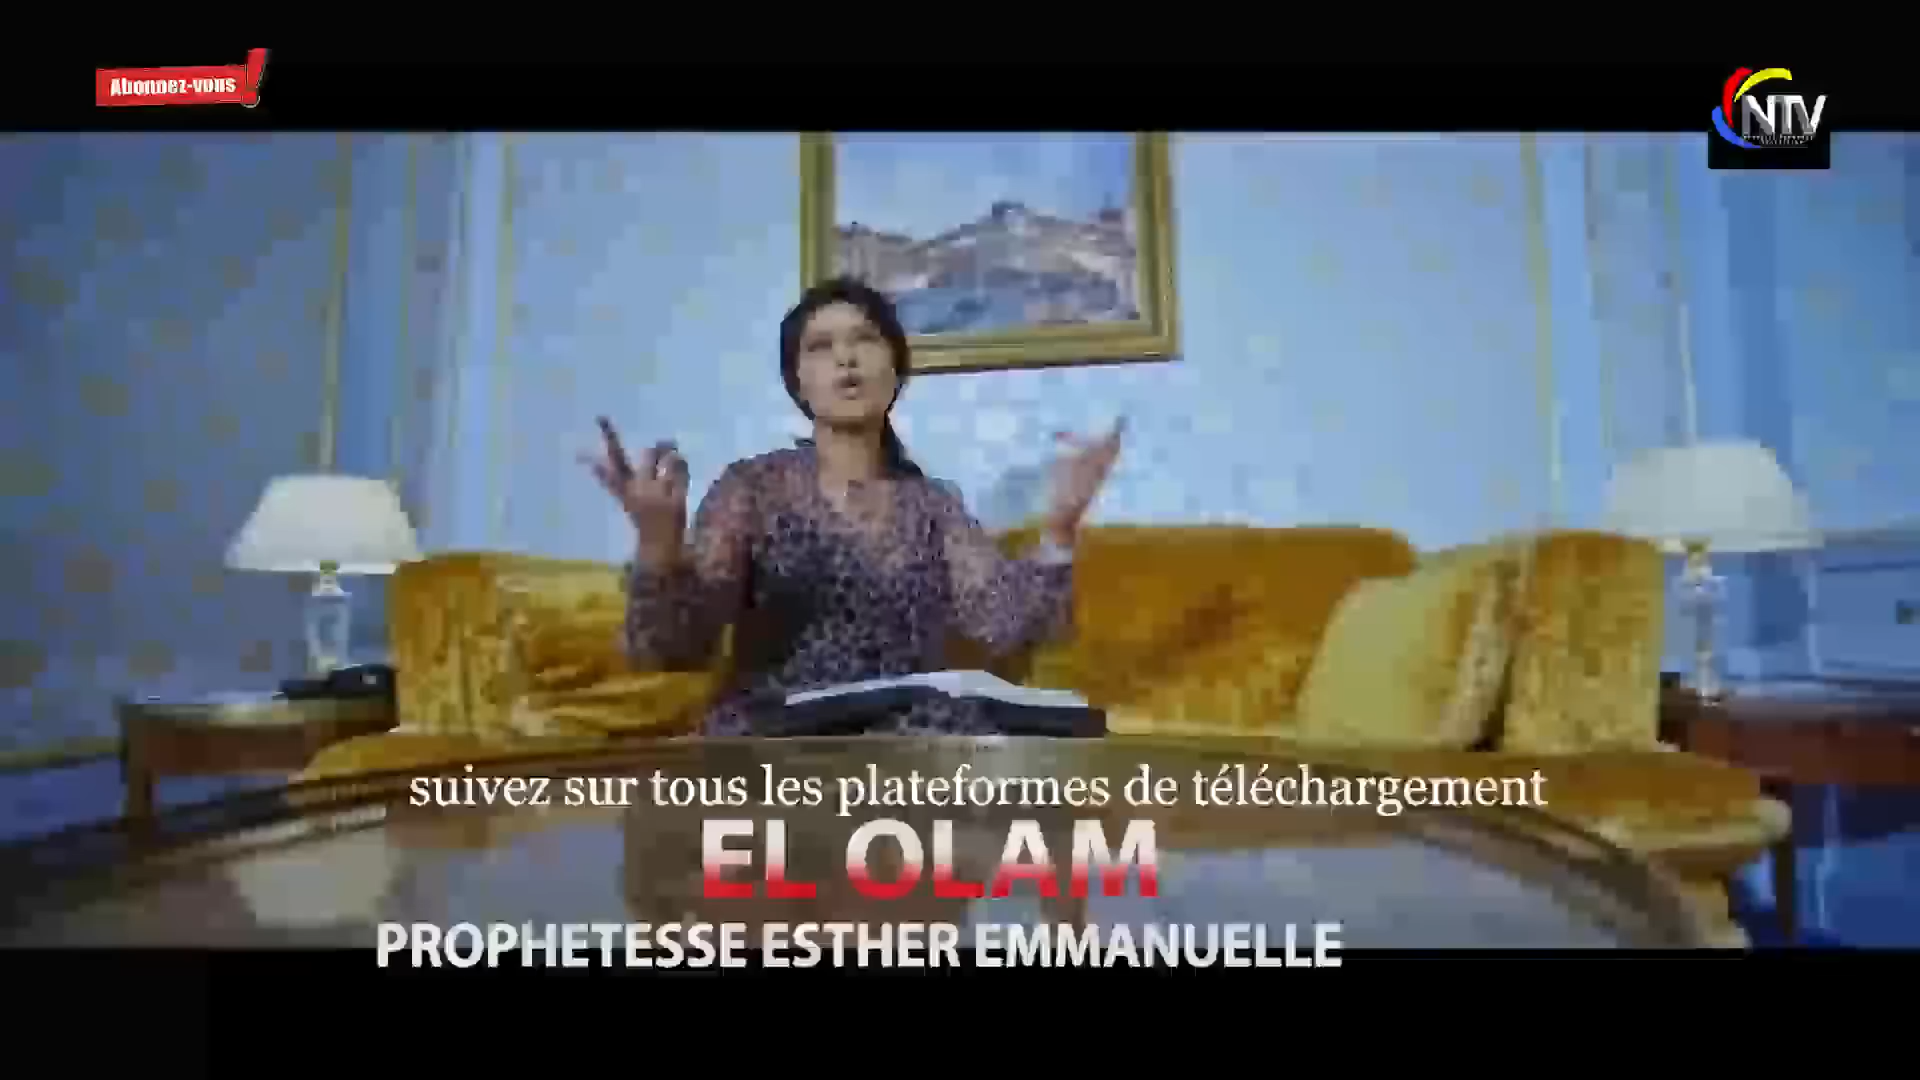 Abonnez-vous !
NTV
suivez sur tous les plateformes de téléchargement
EL OLAM
PROPHETESSE ESTHER EMMANUELLE